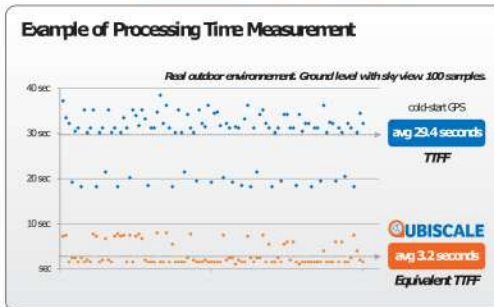 Example of Processing Time Measurement
Real outdoor environnement. Ground level with sky view. 100 samples.
40 sec
cold-start GPS
30 sec
avg 29.4 seconds
TTFF
20 sec
10 sec
UBISCALE
avg 3.2 seconds
sec
Equivalent TTFF